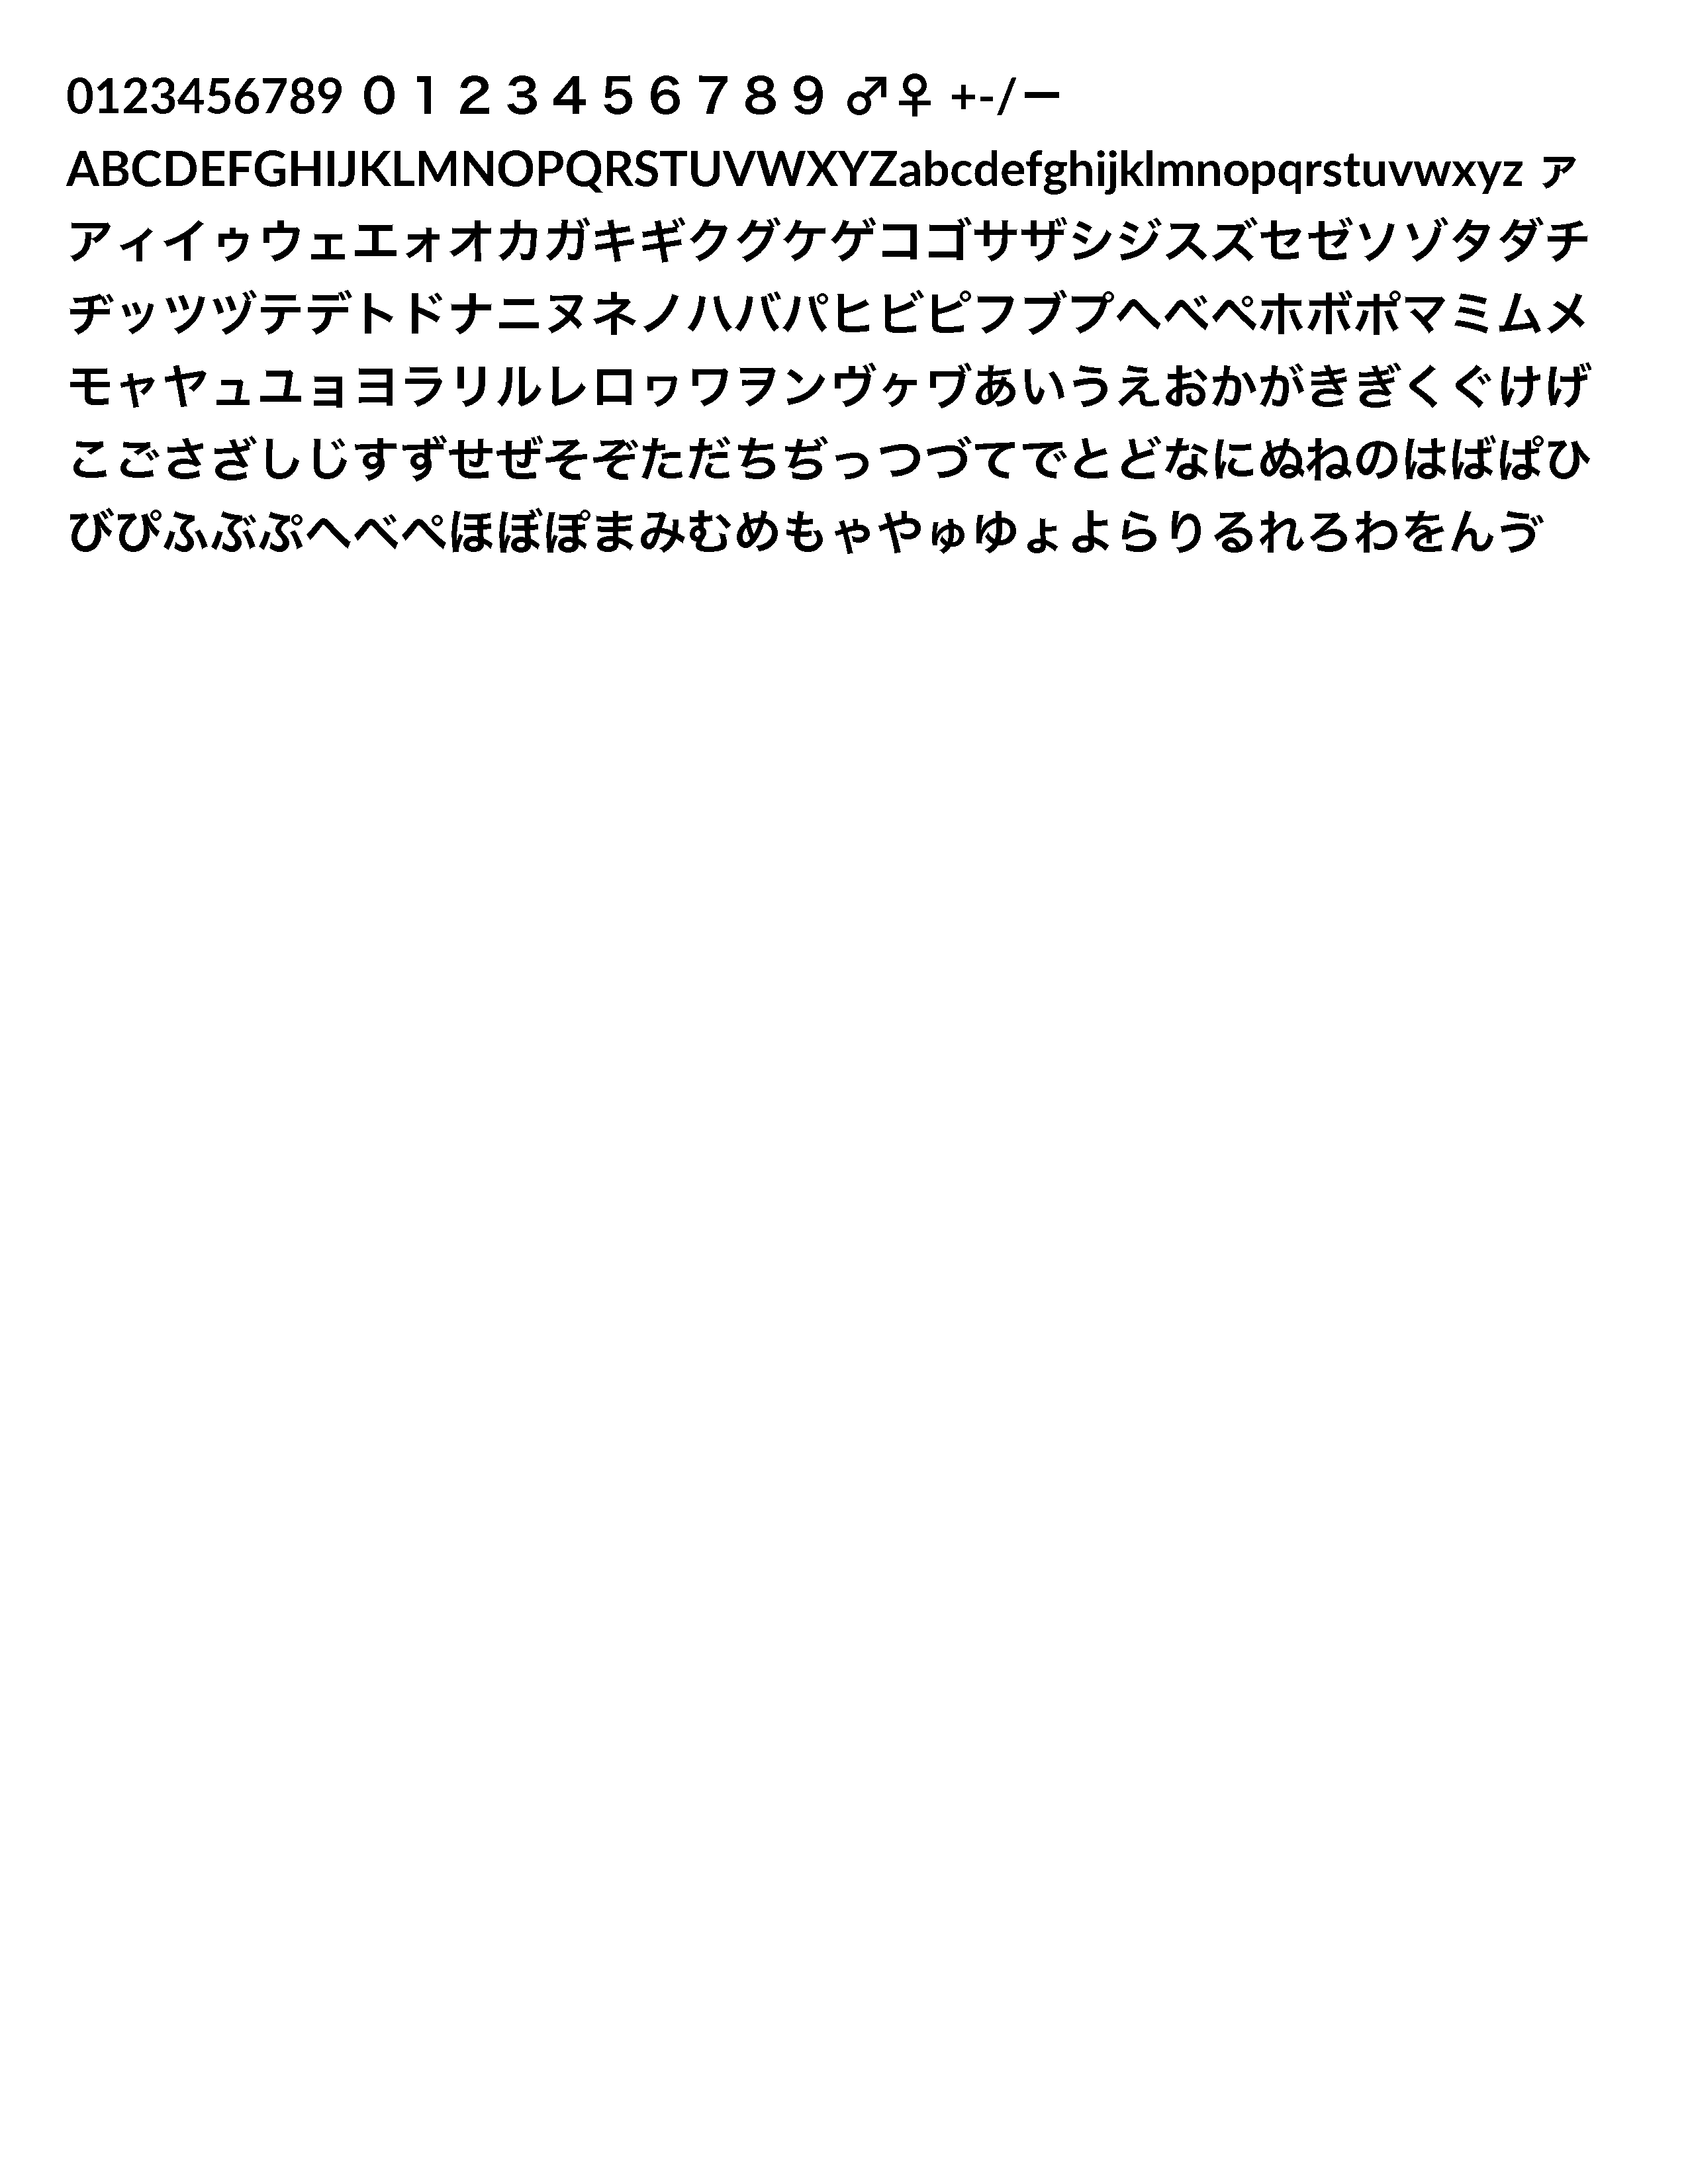 0123456789 ０１２３４５６７８９ ♂♀ +-/ー
ABCDEFGHIJKLMNOPQRSTUVWXYZabcdefghijklmnopqrstuvwxyz ァ
アィイゥウェエォオカガキギクグケゲコゴサザシジスズセゼソゾタダチ
ヂッツヅテデトドナニヌネノハバパヒビピフブプヘベペホボポマミムメ
モャヤュユョヨラリルレロヮワヲンヴヶヷあいうえおかがきぎくぐけげ
こごさざしじすずせぜそぞただちぢっつづてでとどなにぬねのはばぱひ
びぴふぶぷへべぺほぼぽまみむめもゃやゅゆょよらりるれろわをんゔ